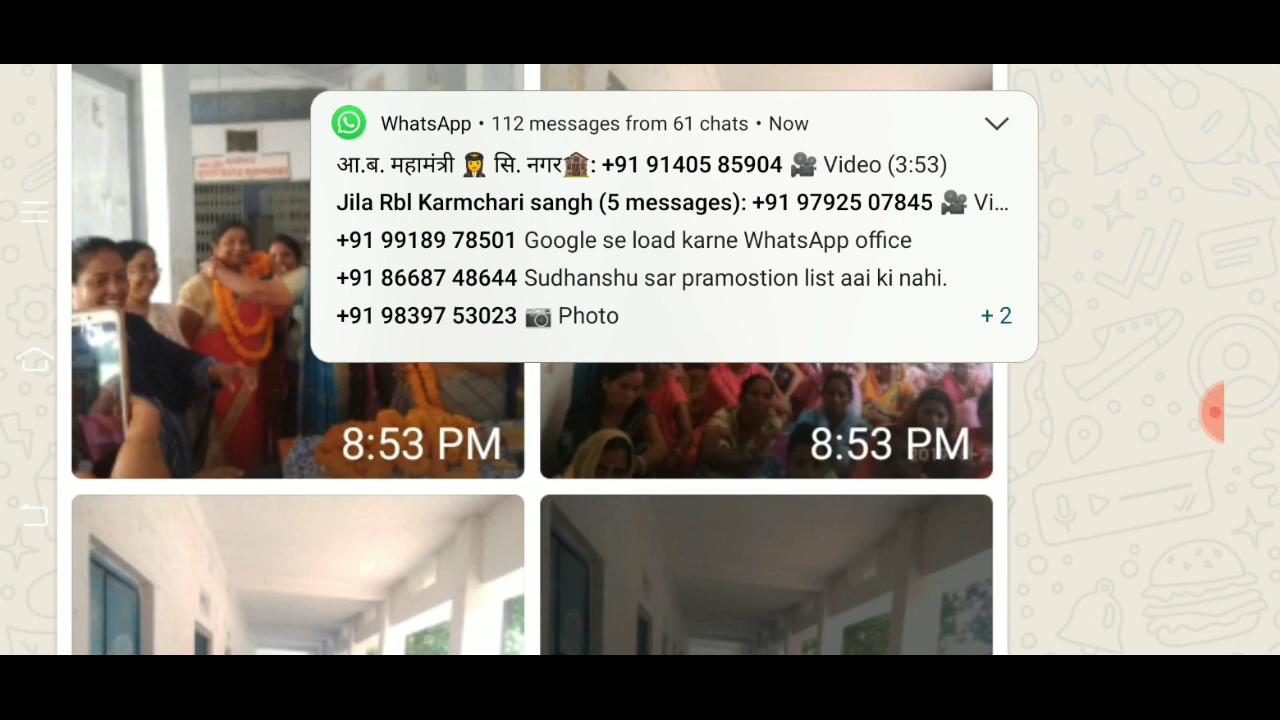 WhatsApp • 112 messages from 61 chats • Now
आ.ब. महामंत्री 👩‍✈️ सि. नगर🏚: +91 91405 85904 🎥 Video (3:53)
Jila Rbl Karmchari sangh (5 messages): +91 97925 07845 🎥 Vi...
+91 99189 78501 Google se load karne WhatsApp office
+91 86687 48644 Sudhanshu sar pramostion list aai ki nahi.
+91 98397 53023 📷 Photo + 2
8:53 PM
8:53 PM